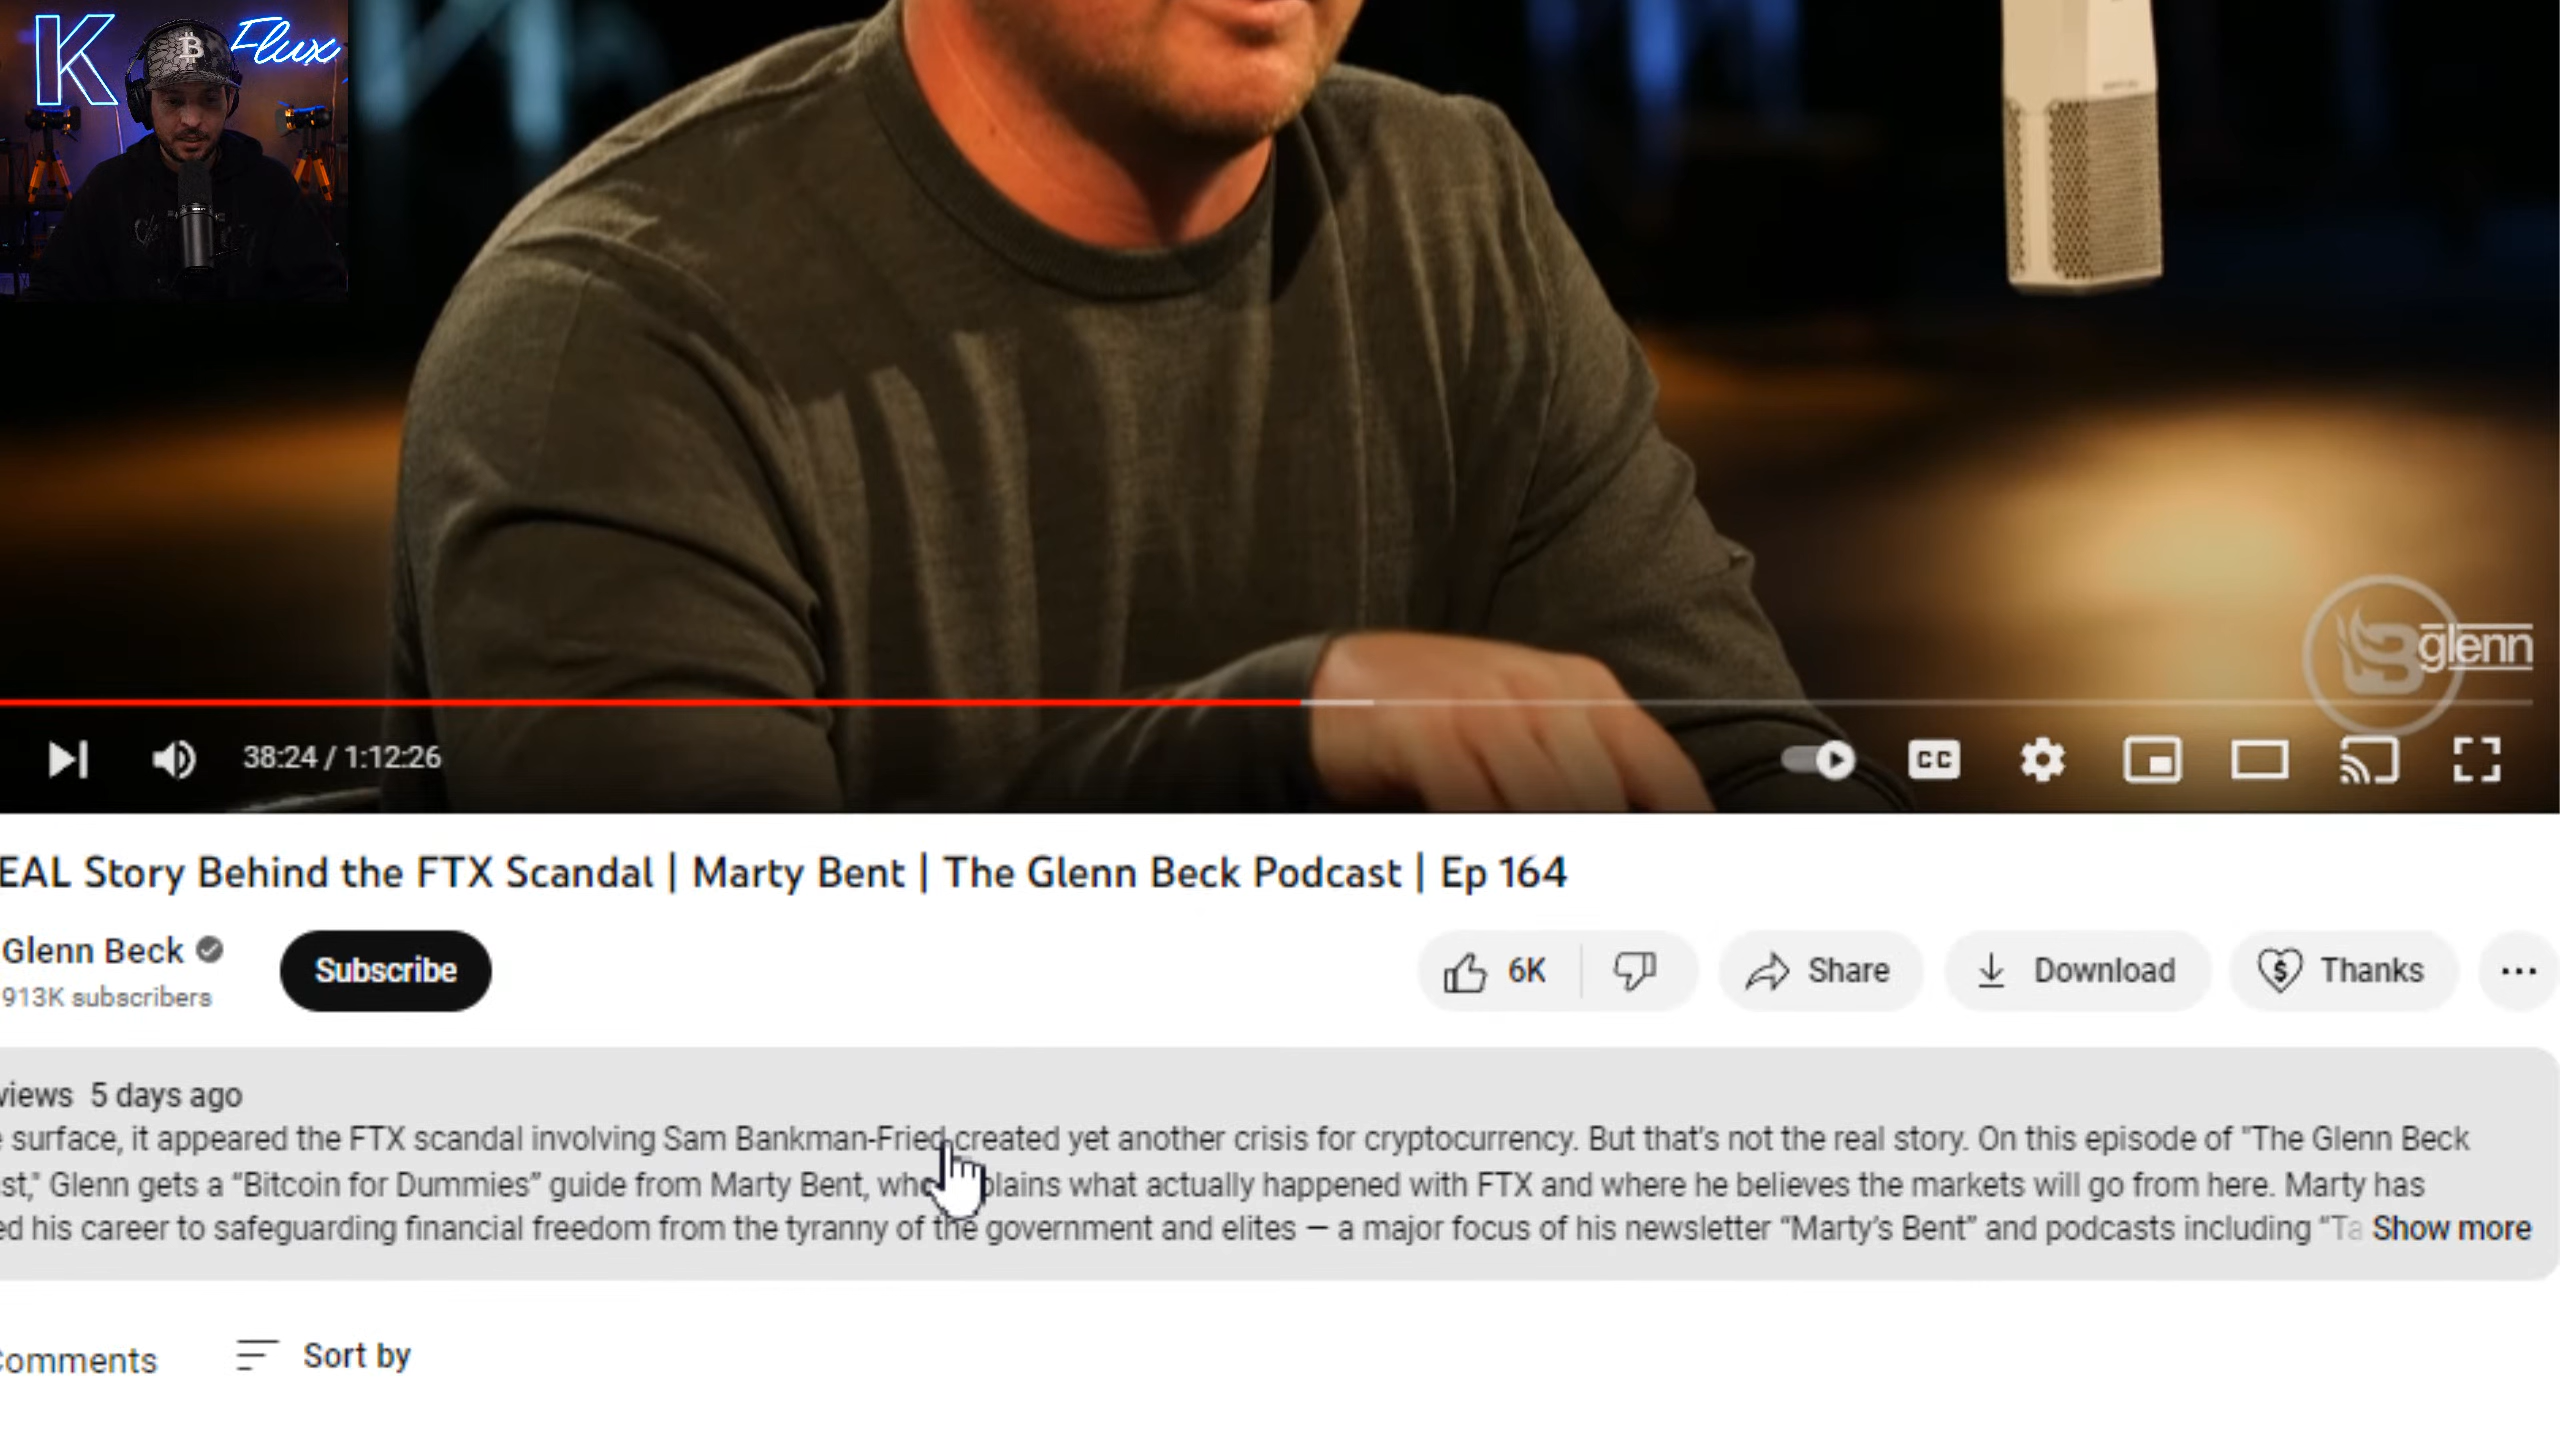 K Flux
glenn
38:24 / 1:12:26
CC
EAL Story Behind the FTX Scandal | Marty Bent | The Glenn Beck Podcast | Ep 164
Glenn Beck
913K subscribers
Subscribe
6K
Share
Download
Thanks
views 5 days ago
surface, it appeared the FTX scandal involving Sam Bankman-Fried created yet another crisis for cryptocurrency. But that's not the real story. On this episode of "The Glenn Beck
st," Glenn gets a “Bitcoin for Dummies” guide from Marty Bent, who plains what actually happened with FTX and where he believes the markets will go from here. Marty has
ed his career to safeguarding financial freedom from the tyranny of the government and elites — a major focus of his newsletter “Marty’s Bent” and podcasts including “Ta Show more
Comments
Sort by